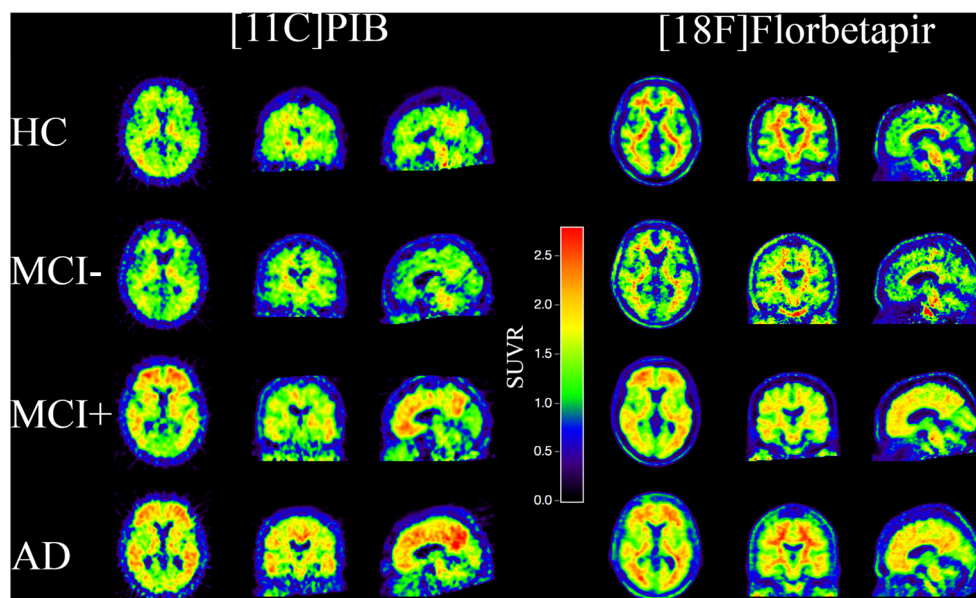 [11C]PIB
[18F]Florbetapir
HC
MCI-
MCI+
AD
SUVR
2.5
2.0
1.5
1.0
0.5
0.0